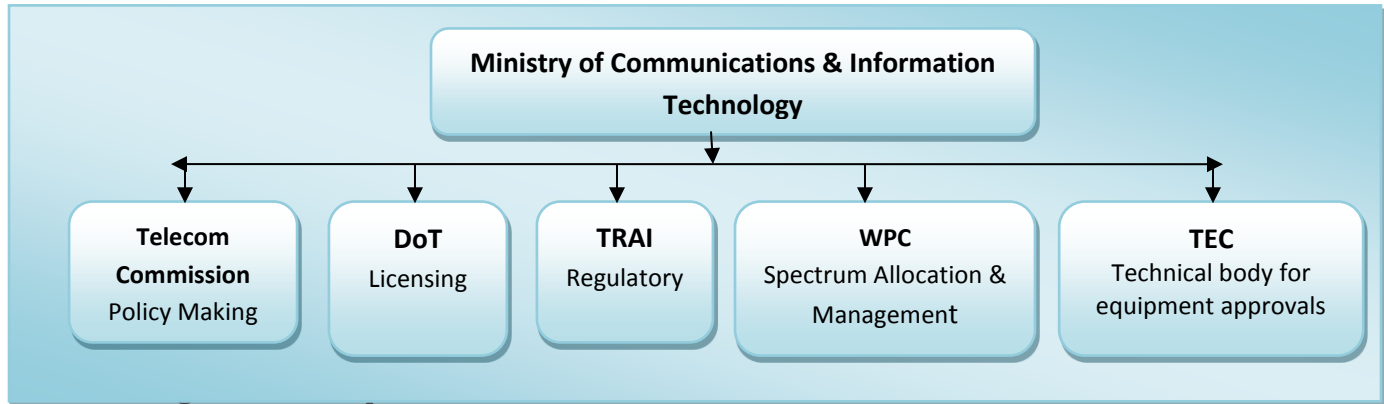 Ministry of Communications & Information
Technology
Telecom
Commission
Policy Making
DoT
Licensing
TRAI
Regulatory
WPC
Spectrum Allocation &
Management
TEC
Technical body for
equipment approvals